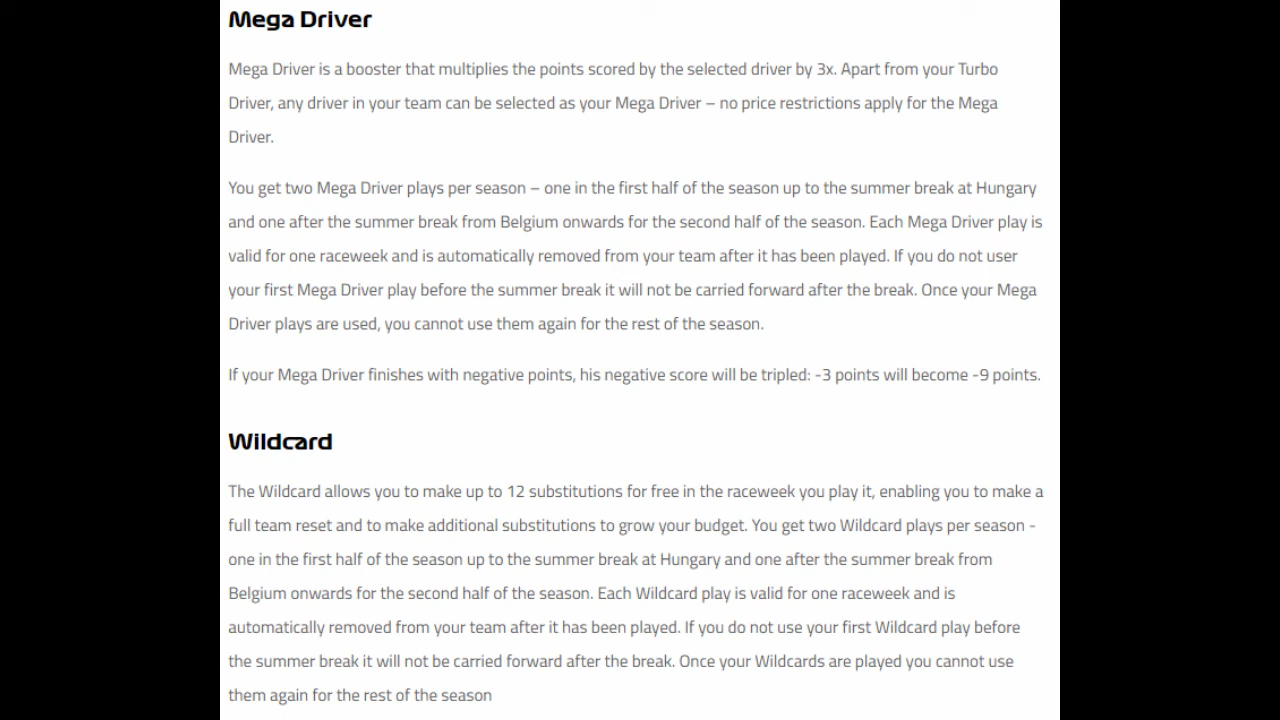 Mega Driver
Mega Driver is a booster that multiplies the points scored by the selected driver by 3x. Apart from your Turbo
Driver, any driver in your team can be selected as your Mega Driver – no price restrictions apply for the Mega
Driver.
You get two Mega Driver plays per season – one in the first half of the season up to the summer break at Hungary
and one after the summer break from Belgium onwards for the second half of the season. Each Mega Driver play is
valid for one raceweek and is automatically removed from your team after it has been played. If you do not user
your first Mega Driver play before the summer break it will not be carried forward after the break. Once your Mega
Driver plays are used, you cannot use them again for the rest of the season.
If your Mega Driver finishes with negative points, his negative score will be tripled: -3 points will become -9 points.
Wildcard
The Wildcard allows you to make up to 12 substitutions for free in the raceweek you play it, enabling you to make a
full team reset and to make additional substitutions to grow your budget. You get two Wildcard plays per season -
one in the first half of the season up to the summer break at Hungary and one after the summer break from
Belgium onwards for the second half of the season. Each Wildcard play is valid for one raceweek and is
automatically removed from your team after it has been played. If you do not use your first Wildcard play before
the summer break it will not be carried forward after the break. Once your Wildcards are played you cannot use
them again for the rest of the season